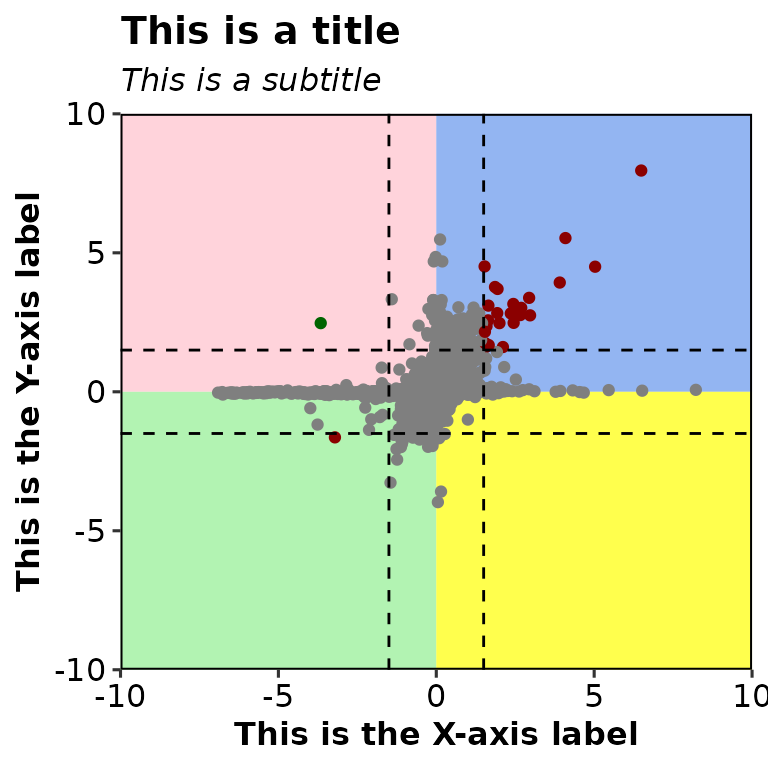 This is a title
This is a subtitle
This is the Y-axis label
10
5
0
-5
-10
-10 -5 0 5 10
This is the X-axis label